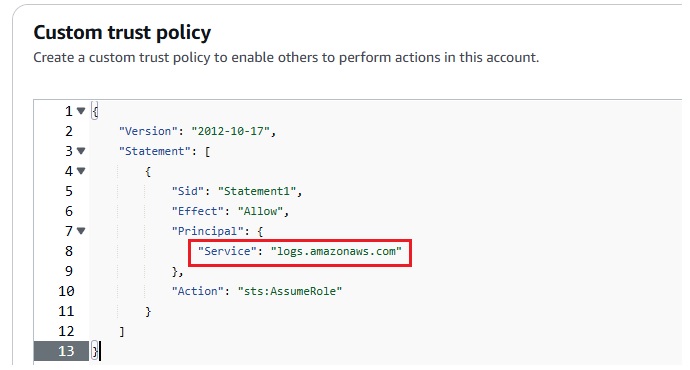 Custom trust policy
Create a custom trust policy to enable others to perform actions in this account.
1 {
2 "Version": "2012-10-17",
3 "Statement": [
4 {
5 "Sid": "Statement1",
6 "Effect": "Allow",
7 "Principal": {
8 "Service": "logs.amazonaws.com"
9 },
10 "Action": "sts:AssumeRole"
11 }
12 ]
13 }